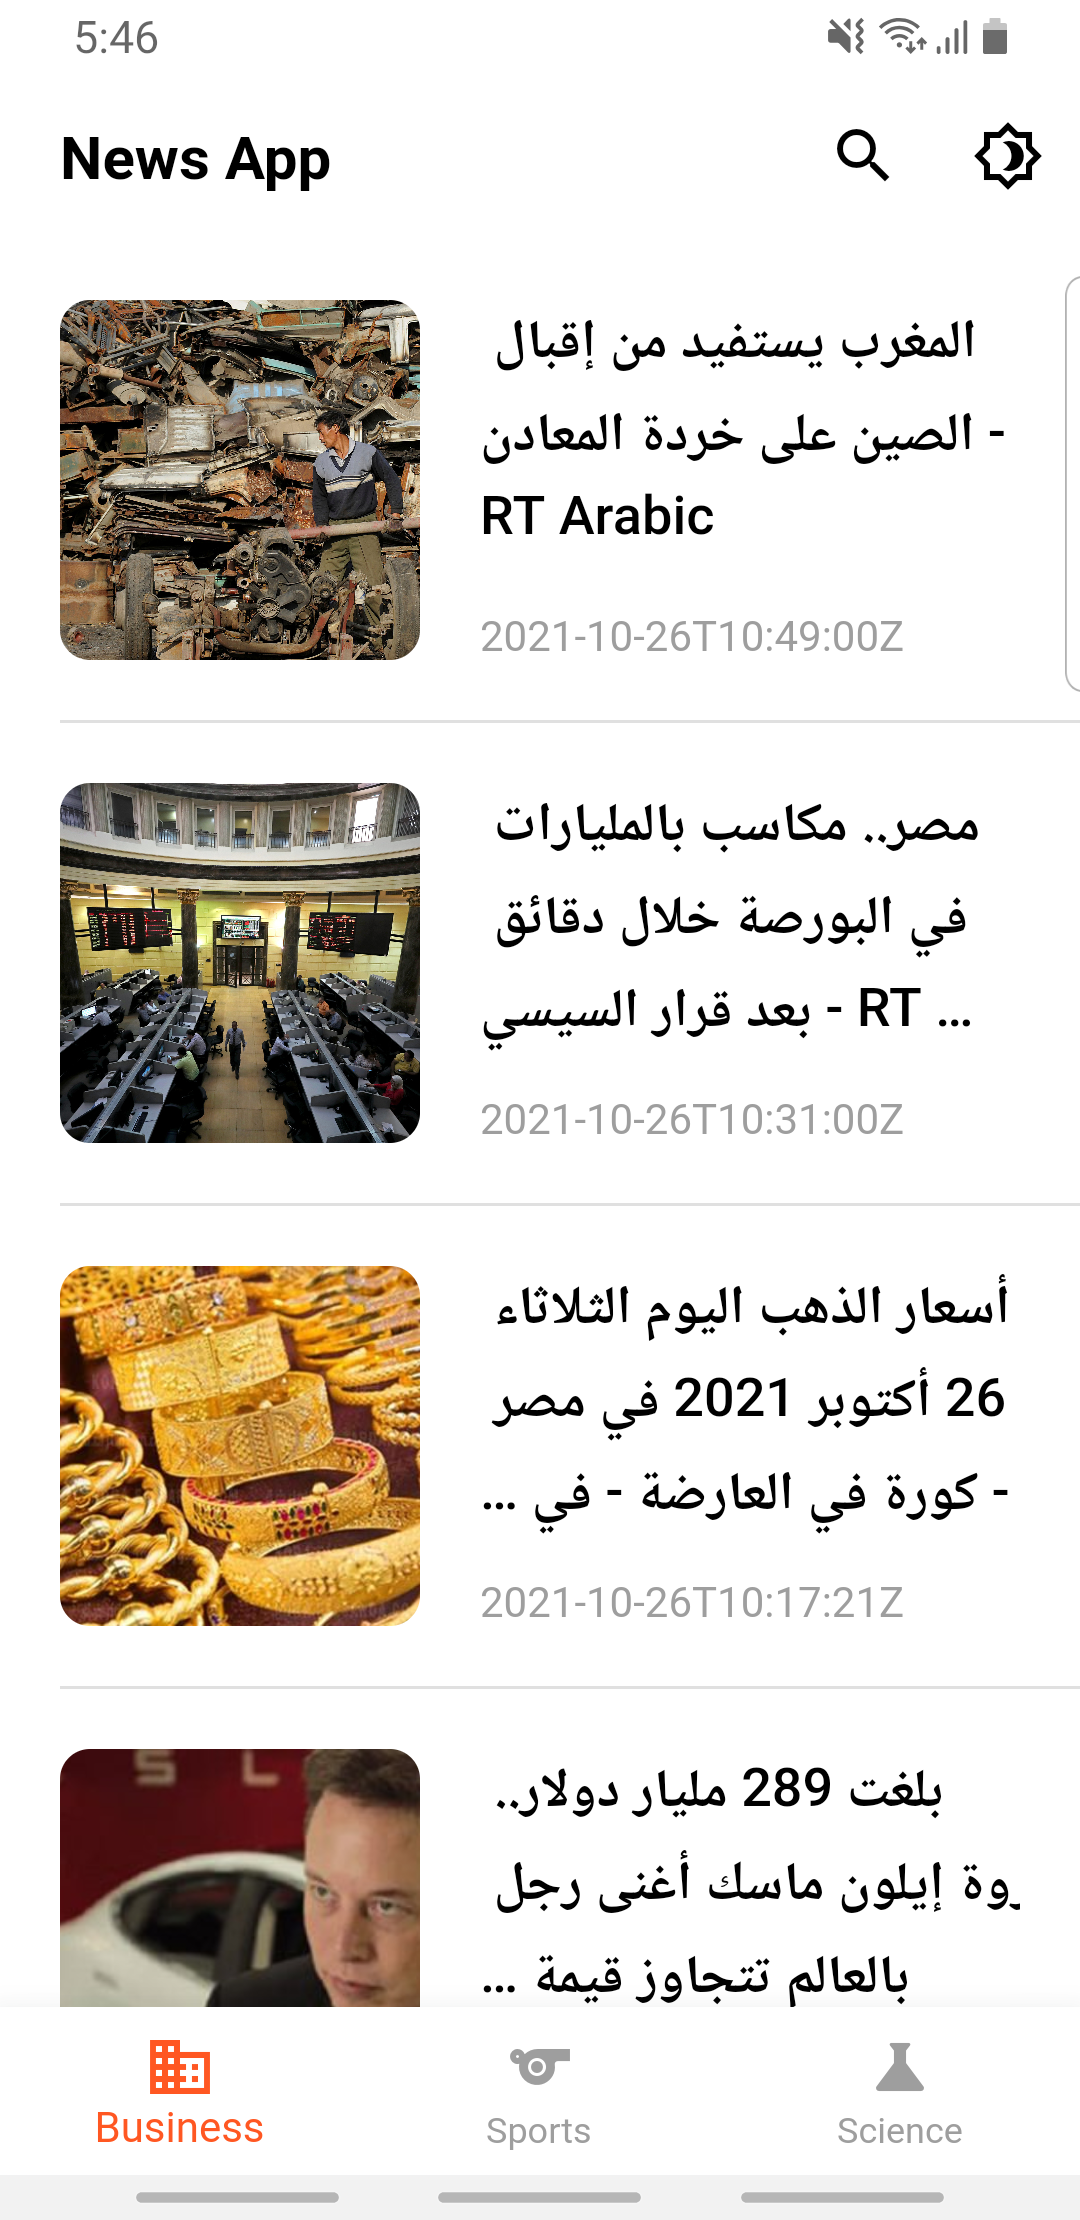 5:46
News App
المغرب يستفيد من إقبال
الصين على خردة المعادن -
RT Arabic
2021-10-26T10:49:00Z
مصر.. مكاسب بالمليارات
في البورصة خلال دقائق
بعد قرار السيسي - RT ...
2021-10-26T10:31:00Z
أسعار الذهب اليوم الثلاثاء
26 أكتوبر 2021 في مصر
- كورة في العارضة - في ...
2021-10-26T10:17:21Z
بلغت 289 مليار دولار..
إيلون ماسك أغنى رجل
بالعالم تتجاوز قيمة ...
S L
Business
Sports
Science